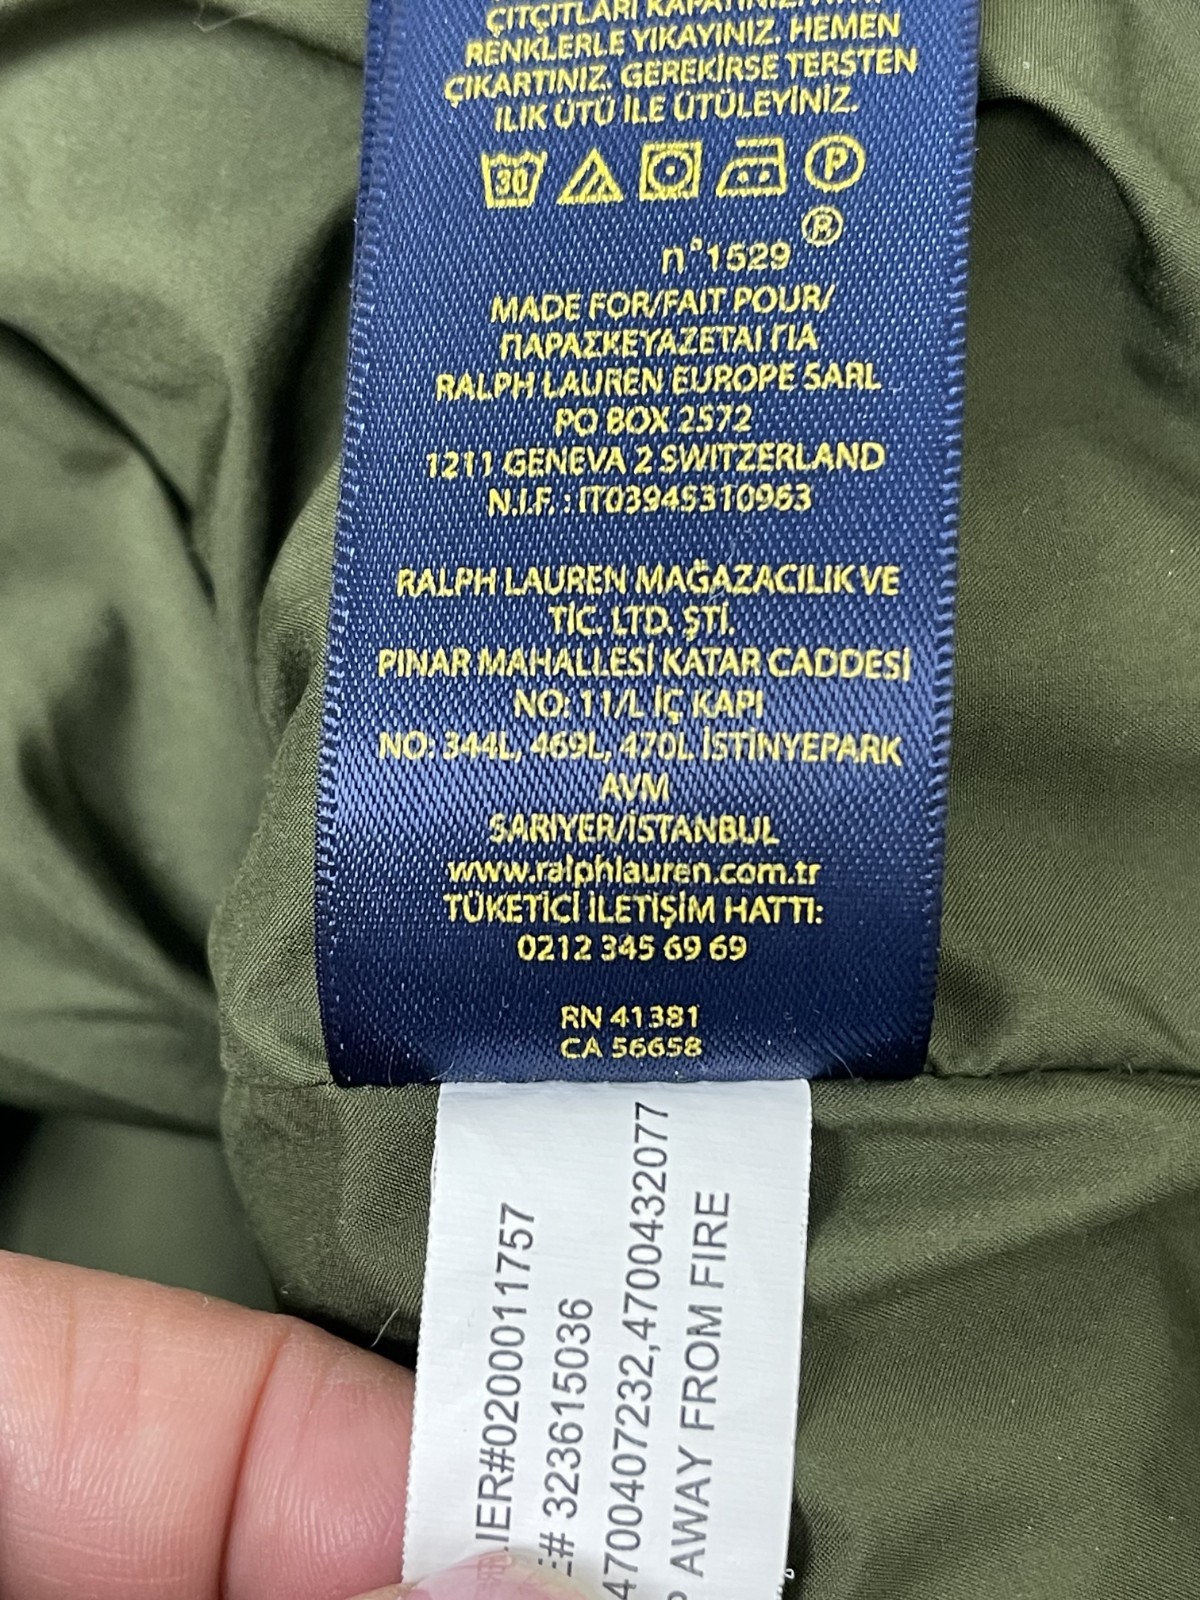 ÇITÇITLARI KAPATINIZ.
RENKLERLE YIKAYINIZ. HEMEN
ÇIKARTINIZ. GEREKİRSE TERSTEN
ILIK ÜTÜ İLE ÜTÜLEYİNİZ.
30 P
®
n°1529
MADE FOR/FAIT POUR/
ΠΑΡΑΣΚΕΥΑΖΕΤΑΙ ΓΙΑ
RALPH LAUREN EUROPE SARL
PO BOX 2572
1211 GENEVA 2 SWITZERLAND
N.I.F. : IT03945310963
RALPH LAUREN MAĞAZACILIK VE
TİC. LTD. ŞTİ.
PINAR MAHALLESİ KATAR CADDESİ
NO: 11/L İÇ KAPI
NO: 344L, 469L, 470L İSTİNYEPARK
AVM
SARIYER/İSTANBUL
www.ralphlauren.com.tr
TÜKETİCİ İLETİŞİM HATTI:
0212 345 69 69
RN 41381
CA 56658
LIER#020011757
E# 323615036
4700407232,4700432077
P AWAY FROM FIRE